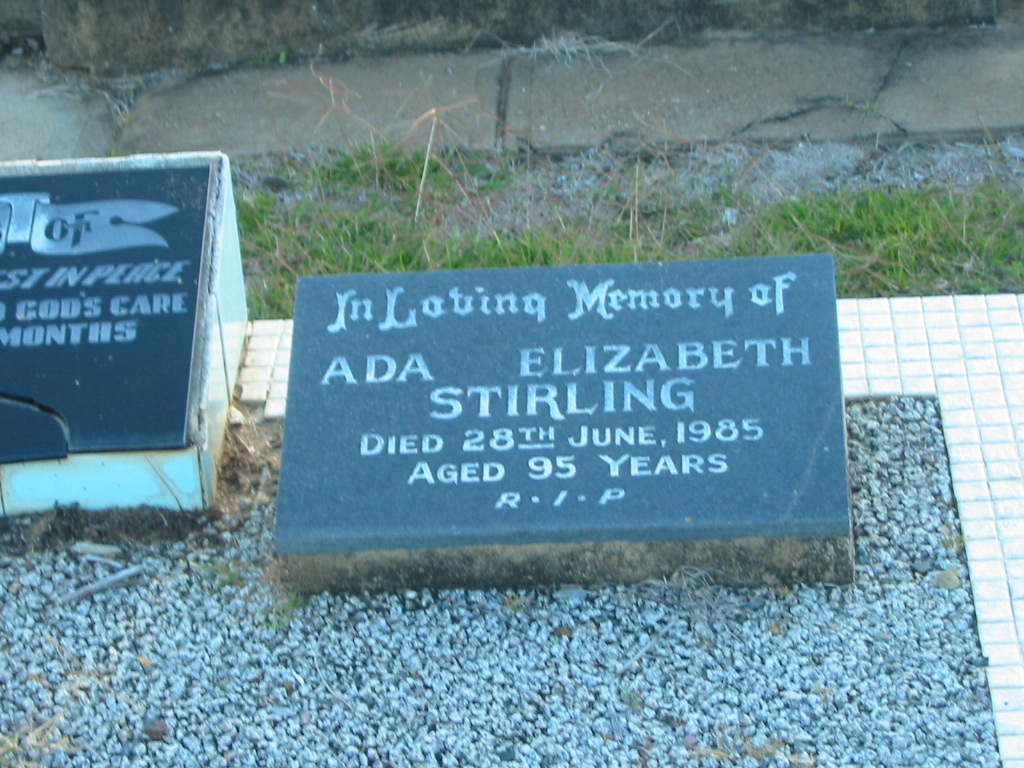 OF
IN PEACE
GOD'S CARE
MONTHS
In Loving Memory of
ADA ELIZABETH
STIRLING
DIED 28TH JUNE, 1985
AGED 95 YEARS
R · I · P